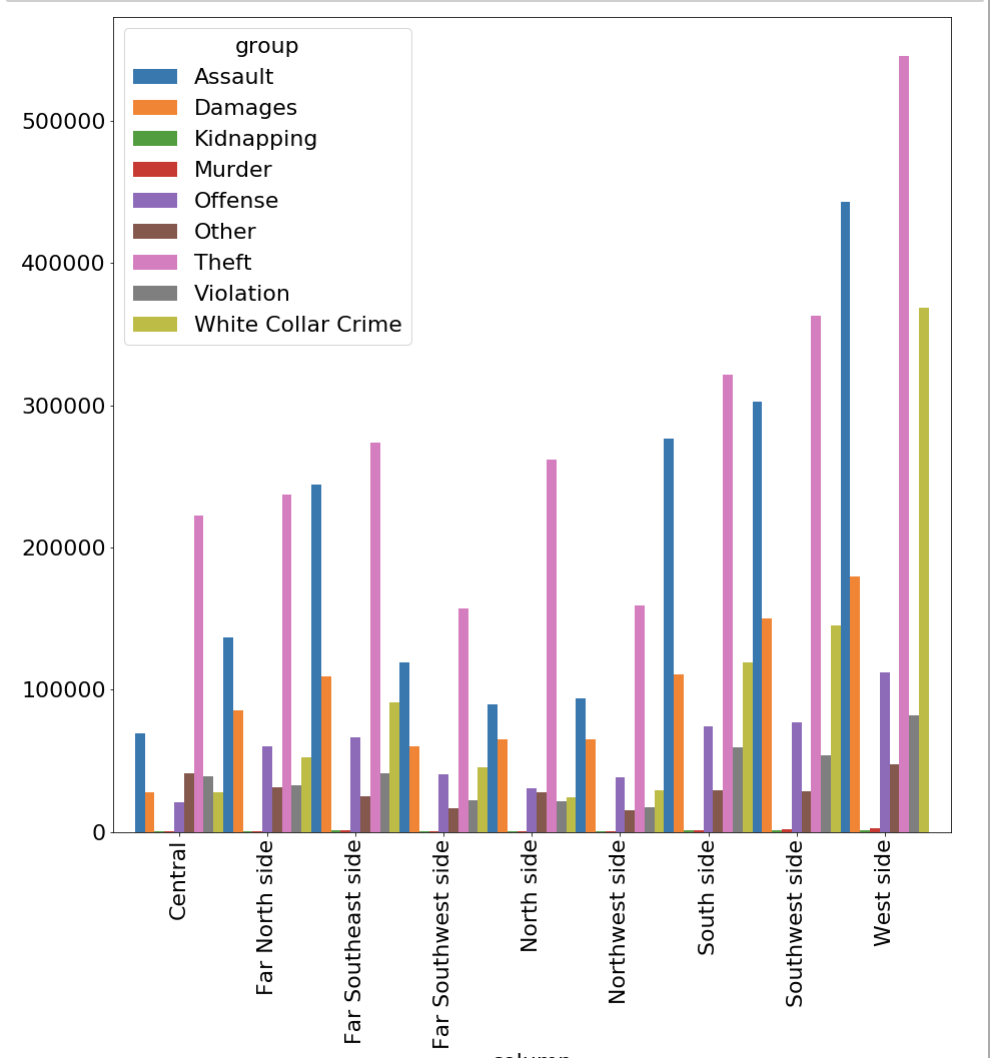 group
Assault
Damages
Kidnapping
Murder
Offense
Other
Theft
Violation
White Collar Crime
500000
400000
300000
200000
100000
0
Central
Far North side
Far Southeast side
Far Southwest side
North side
Northwest side
South side
Southwest side
West side